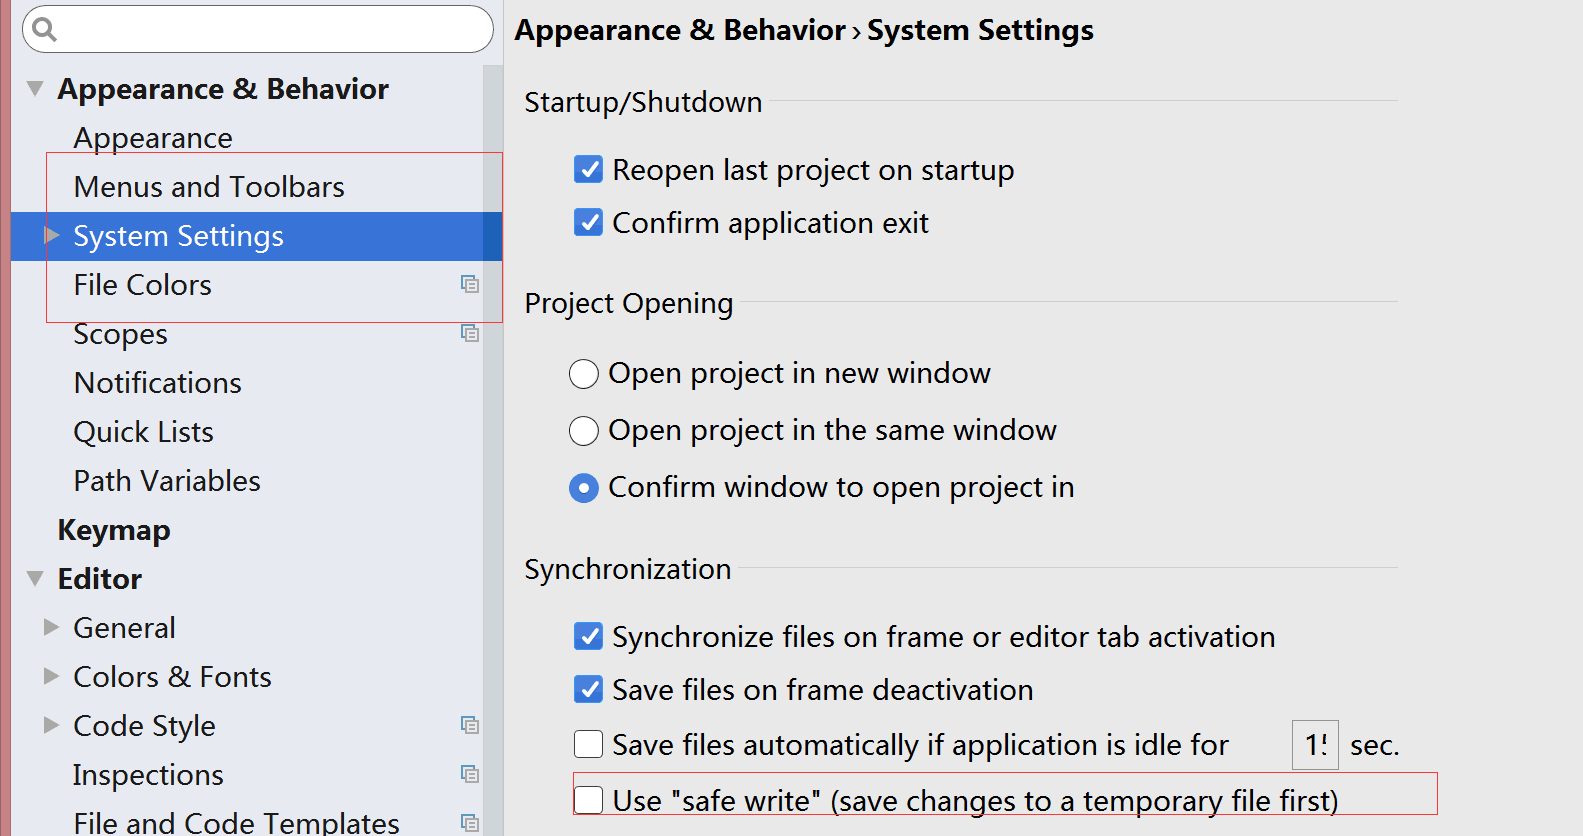 Appearance & Behavior
Appearance
Menus and Toolbars
System Settings
File Colors
Scopes
Notifications
Quick Lists
Path Variables
Keymap
Editor
General
Colors & Fonts
Code Style
Inspections
File and Code Templates
Appearance & Behavior › System Settings
Startup/Shutdown
Reopen last project on startup
Confirm application exit
Project Opening
Open project in new window
Open project in the same window
Confirm window to open project in
Synchronization
Synchronize files on frame or editor tab activation
Save files on frame deactivation
Save files automatically if application is idle for 15 sec.
Use "safe write" (save changes to a temporary file first)